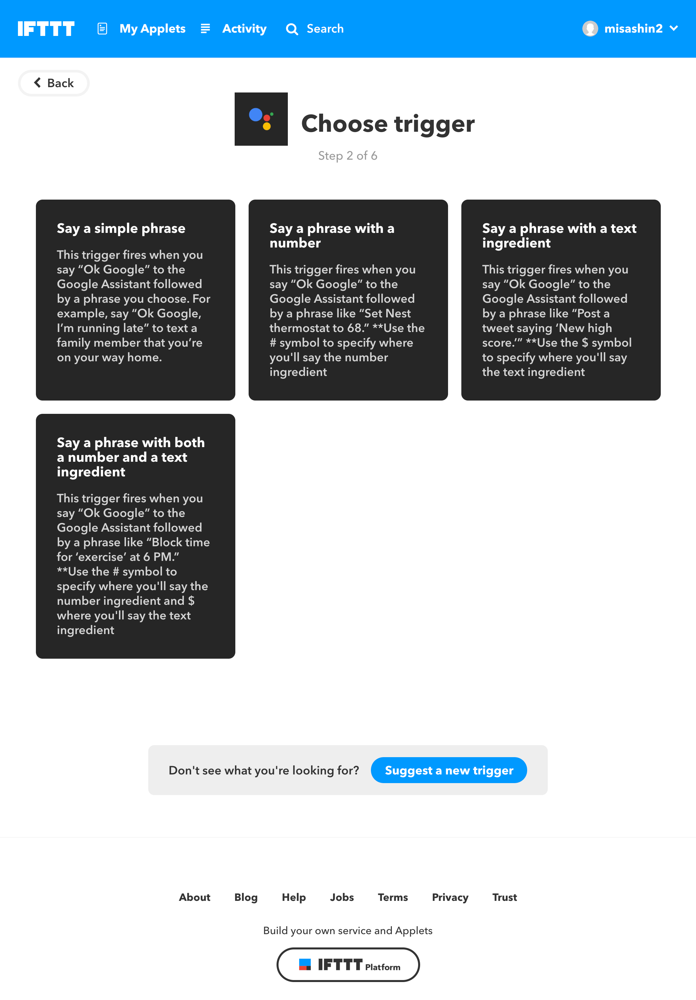 IFTTT My Applets Activity Search misashin2
Back
Choose trigger
Step 2 of 6
Say a simple phrase
This trigger fires when you
say “Ok Google” to the
Google Assistant followed
by a phrase you choose. For
example, say “Ok Google,
I’m running late” to text a
family member that you’re
on your way home.
Say a phrase with a
number
This trigger fires when you
say “Ok Google” to the
Google Assistant followed
by a phrase like “Set Nest
thermostat to 68.” **Use the
# symbol to specify where
you'll say the number
ingredient
Say a phrase with a text
ingredient
This trigger fires when you
say “Ok Google” to the
Google Assistant followed
by a phrase like “Post a
tweet saying ‘New high
score.’” **Use the $ symbol
to specify where you'll say
the text ingredient
Say a phrase with both
a number and a text
ingredient
This trigger fires when you
say “Ok Google” to the
Google Assistant followed
by a phrase like “Block time
for ‘exercise’ at 6 PM.”
**Use the # symbol to
specify where you'll say the
number ingredient and $
where you'll say the text
ingredient
Don't see what you're looking for? Suggest a new trigger
About Blog Help Jobs Terms Privacy Trust
Build your own service and Applets
IFTTT Platform